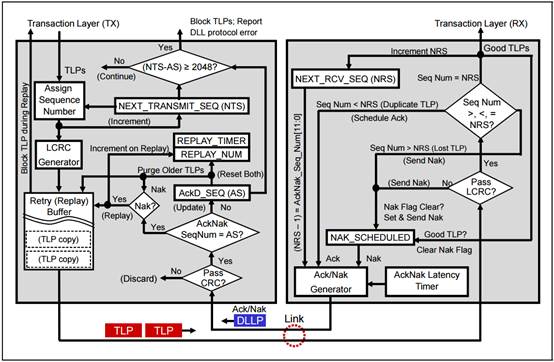 Transaction Layer (TX)
Block TLPs; Report
DLL protocol error
Transaction Layer (RX)
Block TLP during Replay
TLPs
No
(Continue)
Yes
(NTS-AS) ≥ 2048?
Assign
Sequence
Number
NEXT_TRANSMIT_SEQ (NTS)
(Increment)
LCRC
Generator
Increment on Replay
REPLAY_TIMER
REPLAY_NUM
Purge Older TLPs
(Reset Both)
Retry (Replay)
Buffer
(TLP copy)
(TLP copy)
Yes
(Replay)
Nak
Nak?
AckD_SEQ (AS)
(Update)
No
Yes
AckNak
SeqNum = AS?
Yes
(Discard)
No
Pass
CRC?
Increment NRS
Good TLPs
NEXT_RCV_SEQ (NRS)
Seq Num = NRS
Seq Num < NRS (Duplicate TLP)
(Schedule Ack)
Seq Num
>, <, =
NRS?
(NRS – 1) = AckNak_Seq_Num[11:0]
Seq Num > NRS (Lost TLP)
(Send Nak)
Yes
(Send Nak)
No
Pass
LCRC?
Nak Flag Clear?
Set & Send Nak
NAK_SCHEDULED
Good TLP?
Clear Nak Flag
Ack
Nak
Ack/Nak
Generator
AckNak Latency
Timer
Ack/Nak
DLLP
Link
TLP
TLP